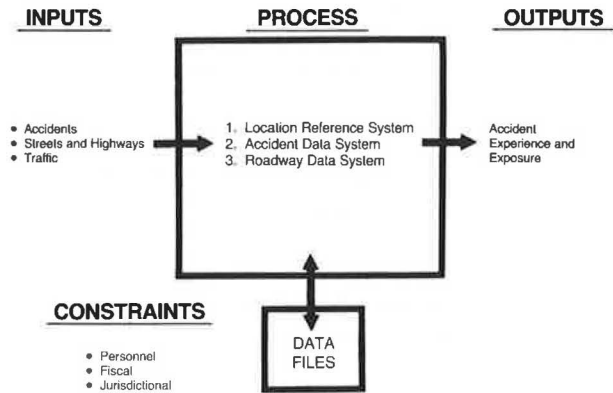 INPUTS
PROCESS
OUTPUTS
• Accidents
• Streets and Highways
• Traffic
1. Location Reference System
2. Accident Data System
3. Roadway Data System
Accident
Experience and
Exposure
CONSTRAINTS
• Personnel
• Fiscal
• Jurisdictional
DATA
FILES